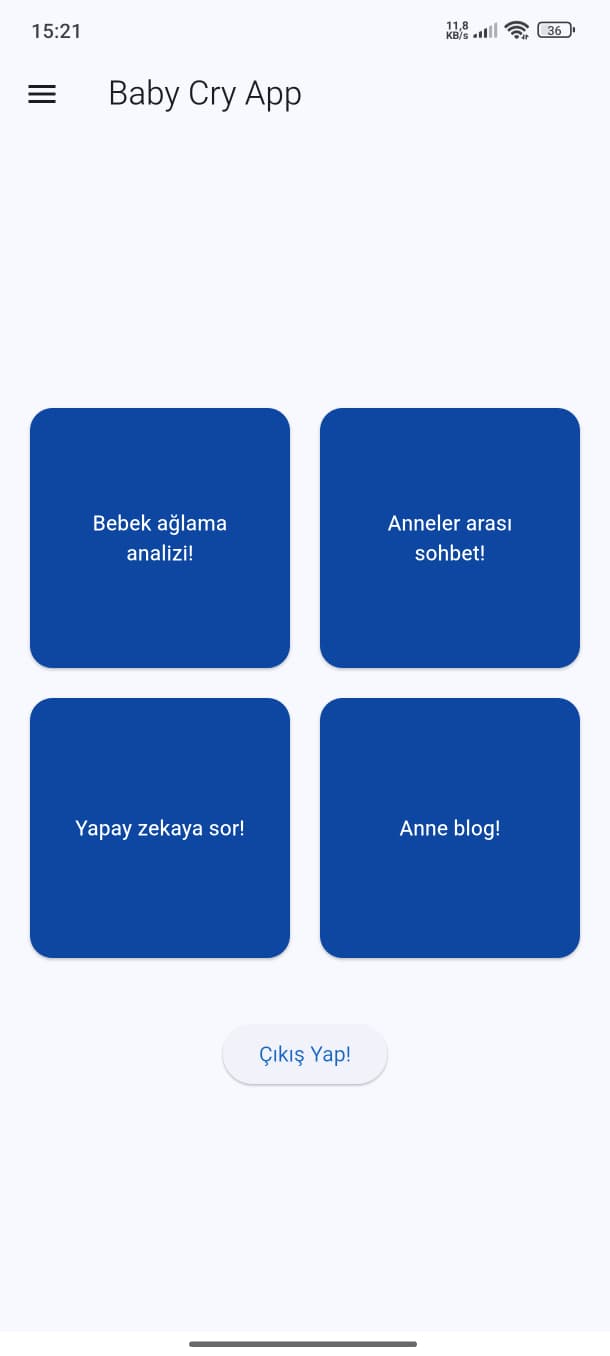 15:21
11,8
KB/s
36
Baby Cry App
Bebek ağlama
analizi!
Anneler arası
sohbet!
Yapay zekaya sor!
Anne blog!
Çıkış Yap!